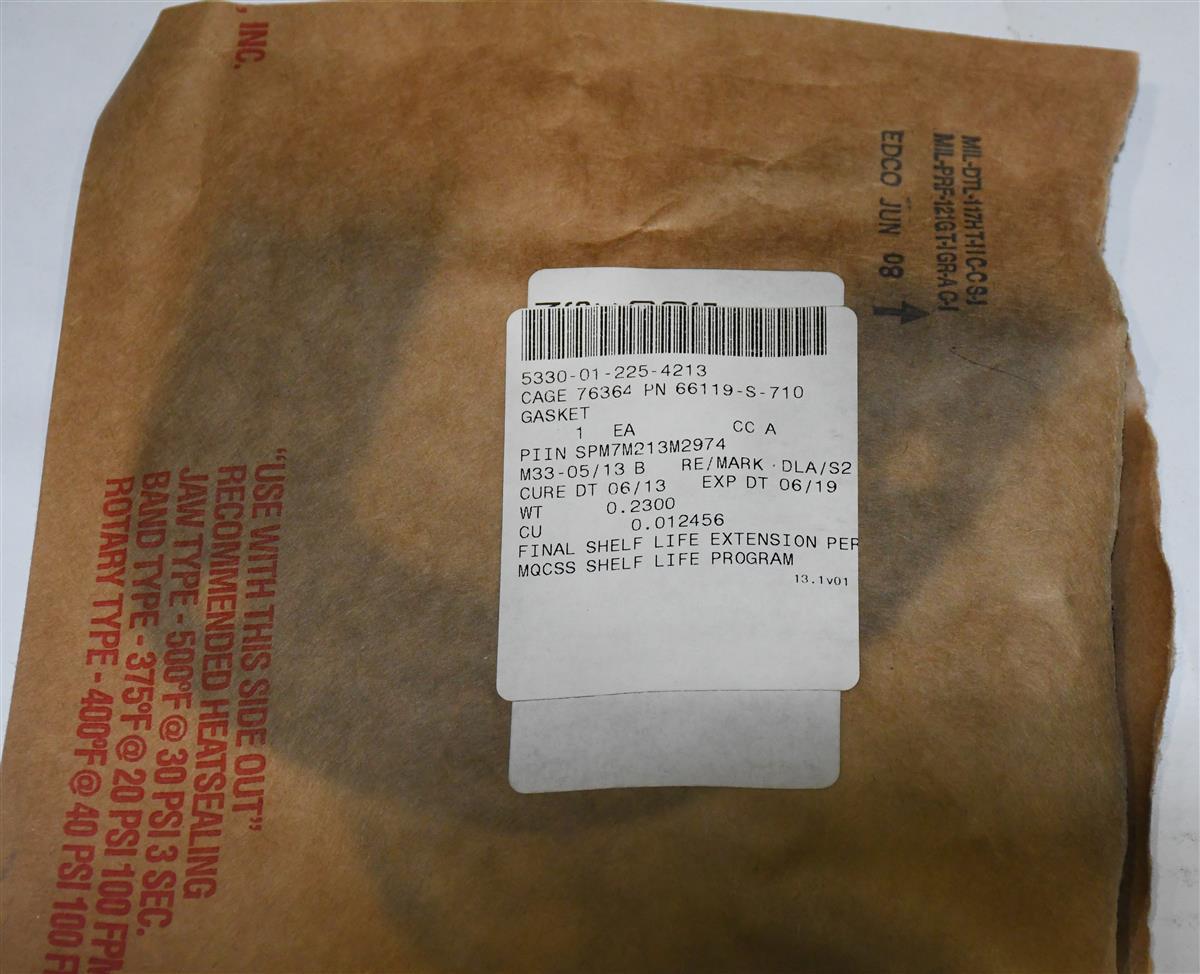 , INC.
MIL-DTL-117H T-I I C-C S-I
MIL-PRF-121G T-I GR-A C-I
EDCO JUN 08
5330-01-225-4213
CAGE 76364 PN 66119-S-710
GASKET
1 EA CC A
PIIN SPM7M213M2974
M33-05/13 B RE/MARK DLA/S2
CURE DT 06/13 EXP DT 06/19
WT 0.2300
CU 0.012456
FINAL SHELF LIFE EXTENSION PER
MQCSS SHELF LIFE PROGRAM
13.1v01
"USE WITH THIS SIDE OUT"
RECOMMENDED HEATSEALING
JAW TYPE - 500°F @ 30 PSI 3 SEC.
BAND TYPE - 375°F @ 20 PSI 100 FPM
ROTARY TYPE - 400°F @ 40 PSI 100 F